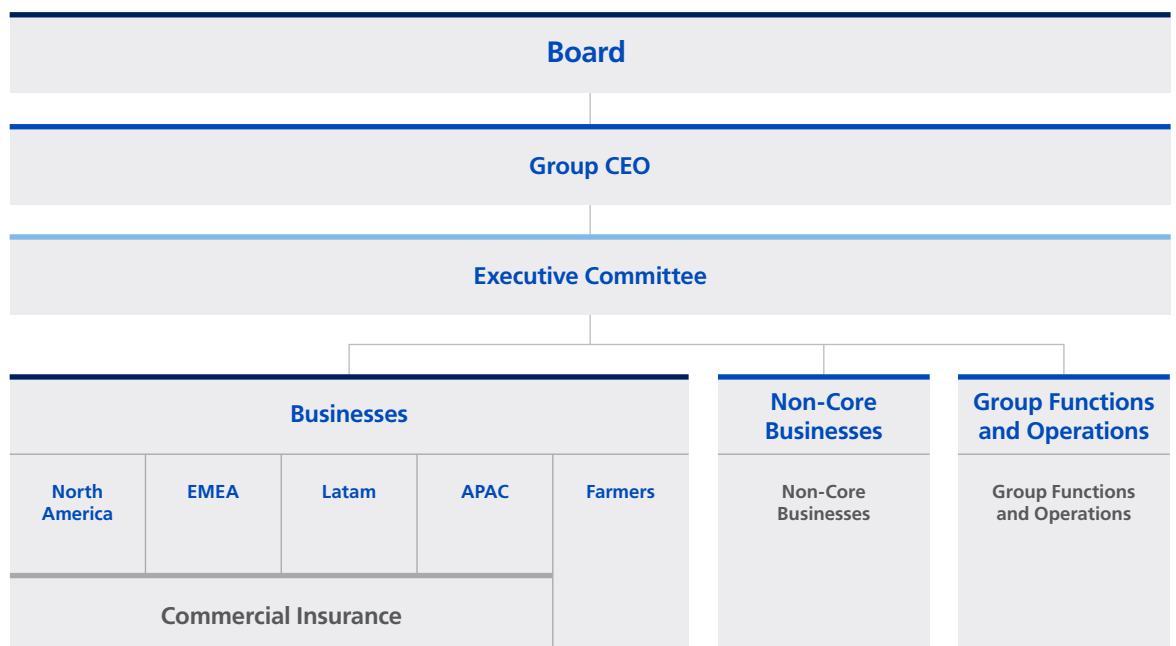 Board
Group CEO
Executive Committee
Businesses
Non-Core
Businesses
Group Functions
and Operations
North
America
EMEA
Latam
APAC
Farmers
Non-Core
Businesses
Group Functions
and Operations
Commercial Insurance